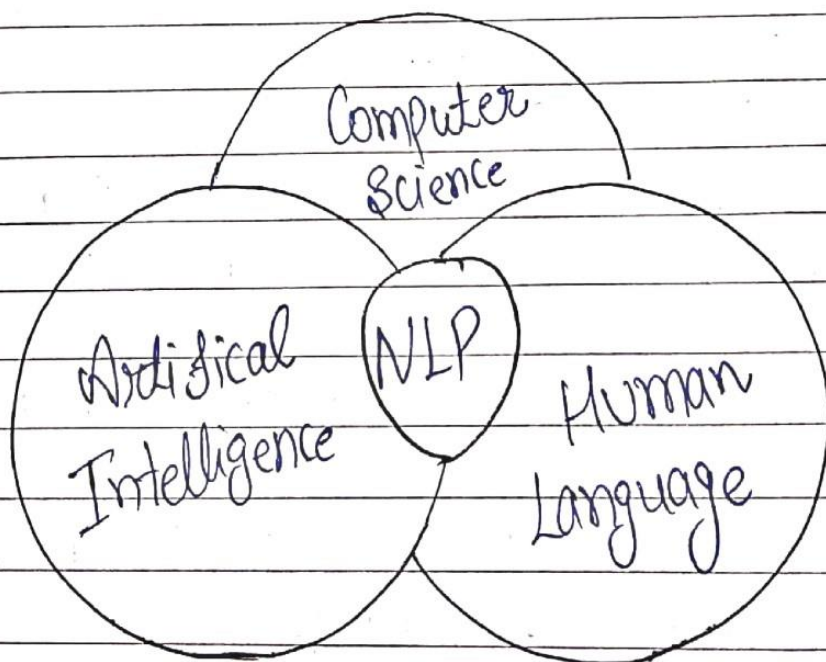 Computer
Science
NLP
Artifical
Intelligence
Human
Language